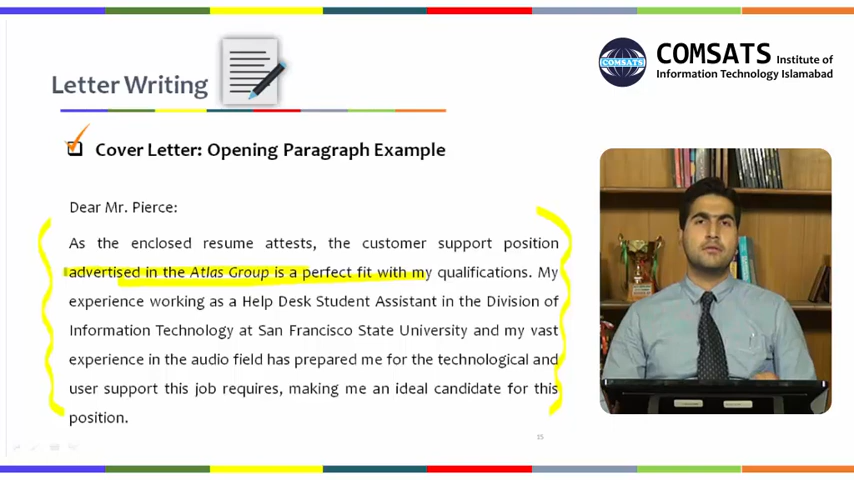 COMSATS Institute of
Information Technology Islamabad
COMSATS
Letter Writing
Cover Letter: Opening Paragraph Example
Dear Mr. Pierce:
As the enclosed resume attests, the customer support position
advertised in the Atlas Group is a perfect fit with my qualifications. My
experience working as a Help Desk Student Assistant in the Division of
Information Technology at San Francisco State University and my vast
experience in the audio field has prepared me for the technological and
user support this job requires, making me an ideal candidate for this
position.